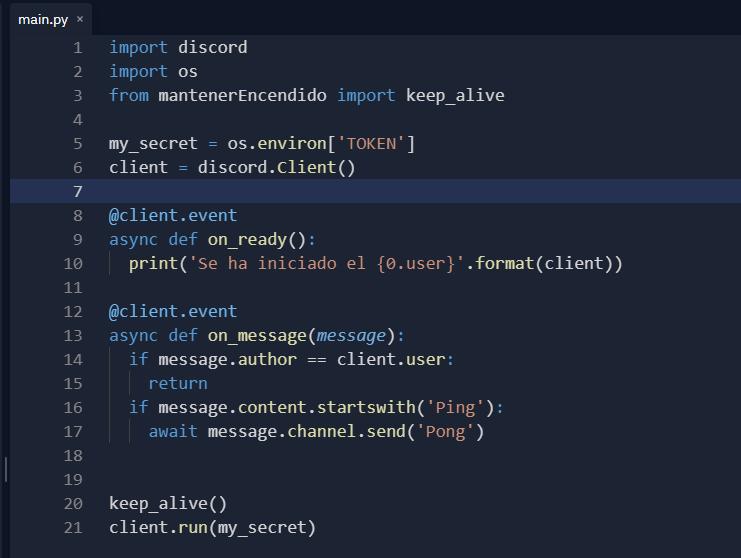 main.py ×
1 import discord
2 import os
3 from mantenerEncendido import keep_alive
4
5 my_secret = os.environ['TOKEN']
6 client = discord.Client()
7
8 @client.event
9 async def on_ready():
10   print('Se ha iniciado el {0.user}'.format(client))
11
12 @client.event
13 async def on_message(message):
14   if message.author == client.user:
15     return
16   if message.content.startswith('Ping'):
17     await message.channel.send('Pong')
18
19
20 keep_alive()
21 client.run(my_secret)